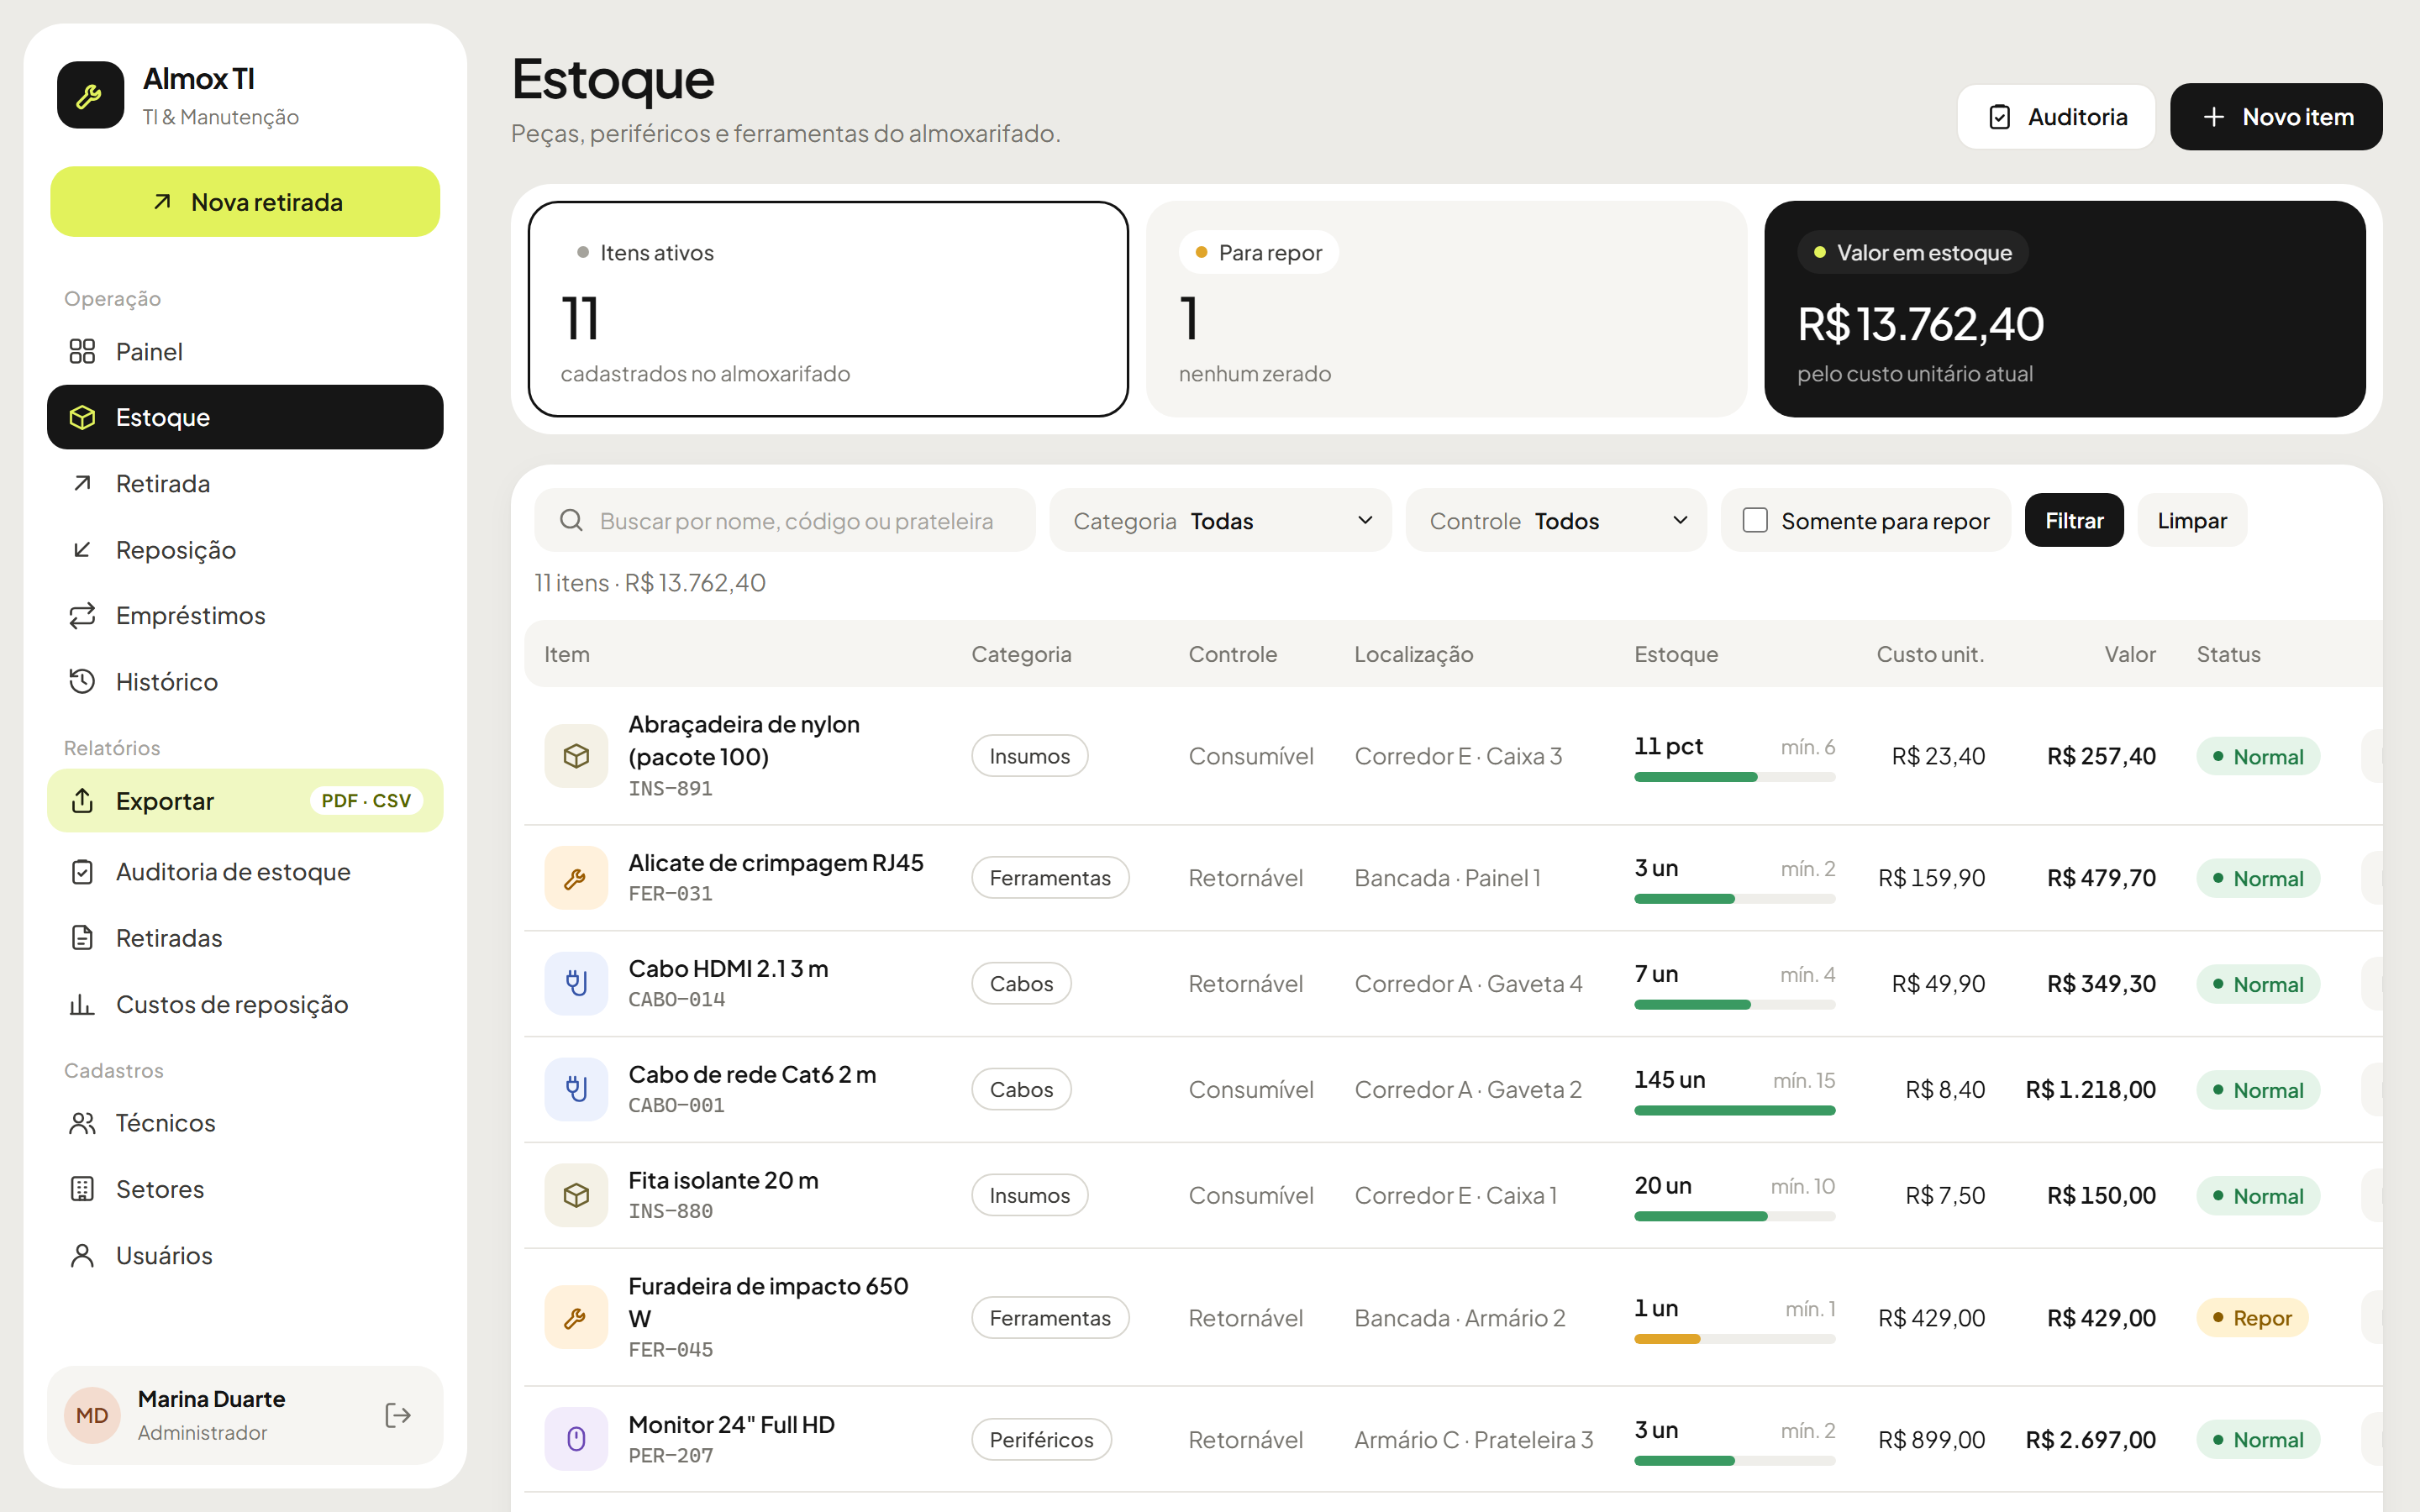 Almox TI
TI & Manutenção
Nova retirada
Operação
Painel
Estoque
Retirada
Reposição
Empréstimos
Histórico
Relatórios
Exportar PDF · CSV
Auditoria de estoque
Retiradas
Custos de reposição
Cadastros
Técnicos
Setores
Usuários
MD Marina Duarte
Administrador
Estoque
Peças, periféricos e ferramentas do almoxarifado.
Auditoria
Novo item
Itens ativos
11
cadastrados no almoxarifado
Para repor
1
nenhum zerado
Valor em estoque
R$ 13.762,40
pelo custo unitário atual
Buscar por nome, código ou prateleira Categoria Todas Controle Todos Somente para repor Filtrar Limpar
11 itens · R$ 13.762,40
Item Categoria Controle Localização Estoque Custo unit. Valor Status
Abraçadeira de nylon
(pacote 100)
INS-891
Insumos Consumível Corredor E · Caixa 3 11 pct mín. 6 R$ 23,40 R$ 257,40 Normal
Alicate de crimpagem RJ45
FER-031
Ferramentas Retornável Bancada · Painel 1 3 un mín. 2 R$ 159,90 R$ 479,70 Normal
Cabo HDMI 2.1 3 m
CABO-014
Cabos Retornável Corredor A · Gaveta 4 7 un mín. 4 R$ 49,90 R$ 349,30 Normal
Cabo de rede Cat6 2 m
CABO-001
Cabos Consumível Corredor A · Gaveta 2 145 un mín. 15 R$ 8,40 R$ 1.218,00 Normal
Fita isolante 20 m
INS-880
Insumos Consumível Corredor E · Caixa 1 20 un mín. 10 R$ 7,50 R$ 150,00 Normal
Furadeira de impacto 650
W
FER-045
Ferramentas Retornável Bancada · Armário 2 1 un mín. 1 R$ 429,00 R$ 429,00 Repor
Monitor 24" Full HD
PER-207
Periféricos Retornável Armário C · Prateleira 3 3 un mín. 2 R$ 899,00 R$ 2.697,00 Normal